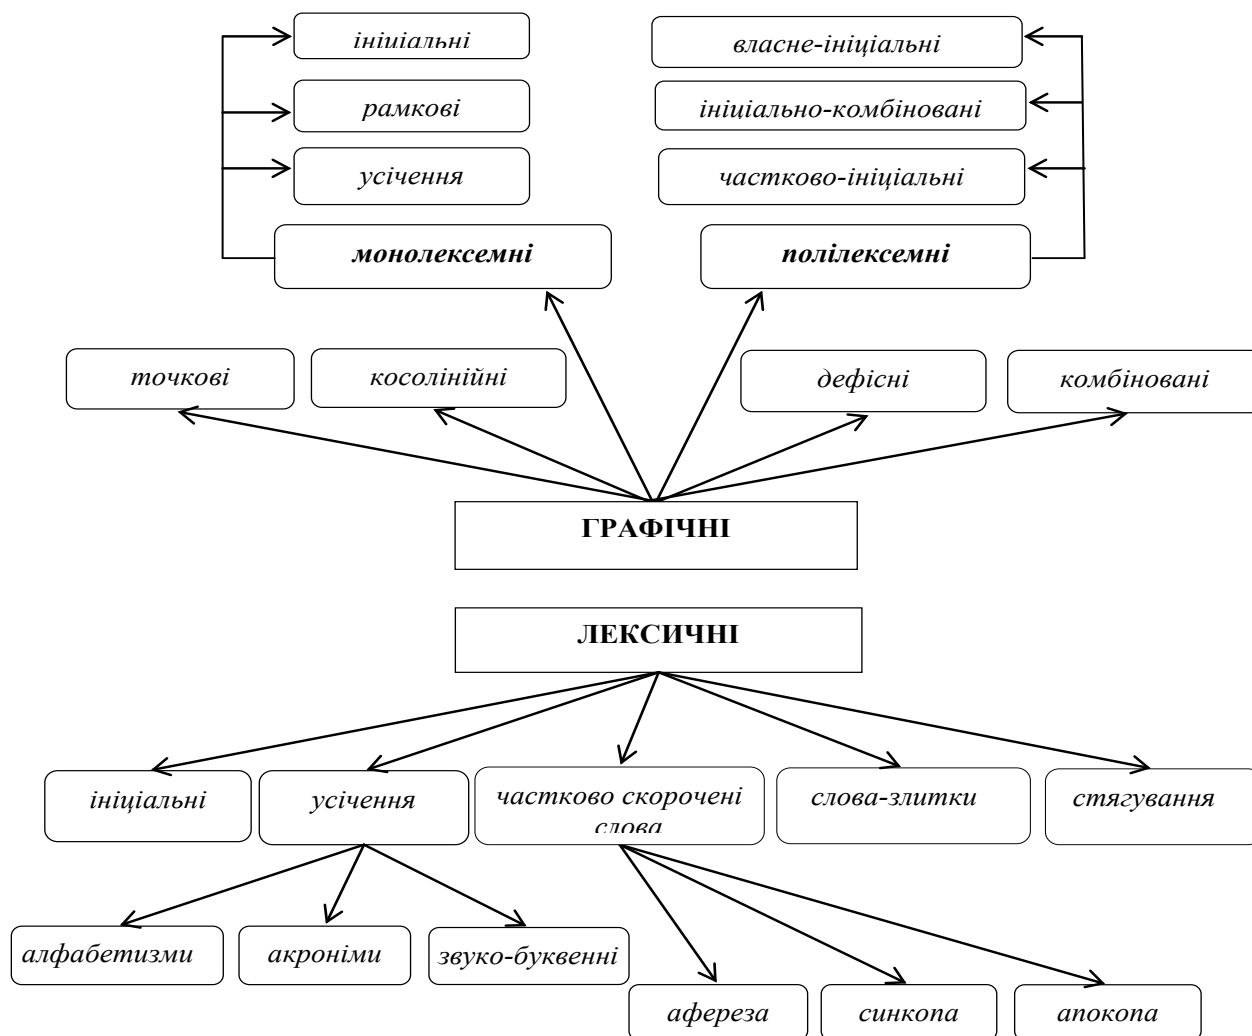 ініціальні
власне-ініціальні
рамкові
ініціально-комбіновані
усічення
частково-ініціальні
монолексемні
полілексемні
точкові
косолінійні
дефісні
комбіновані
ГРАФІЧНІ
ЛЕКСИЧНІ
ініціальні
усічення
частково скорочені
слова
слова-злитки
стягування
алфабетизми
акроніми
звуко-буквенні
афереза
синкопа
апокопа